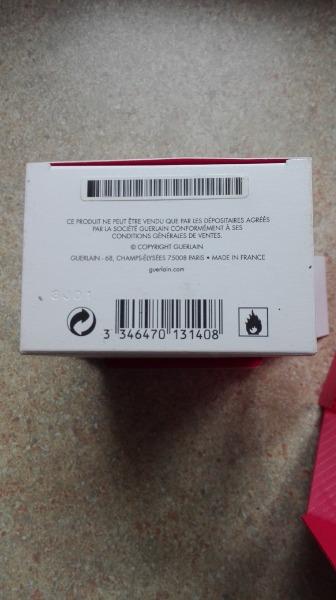 CE PRODUIT NE PEUT ÊTRE VENDU QUE PAR LES DÉPOSITAIRES AGRÉÉS
PAR LA SOCIÉTÉ GUERLAIN CONFORMÉMENT À SES
CONDITIONS GÉNÉRALES DE VENTES.
© COPYRIGHT GUERLAIN
GUERLAIN - 68, CHAMPS-ÉLYSÉES 75008 PARIS • MADE IN FRANCE
guerlain.com
3 346470 131408